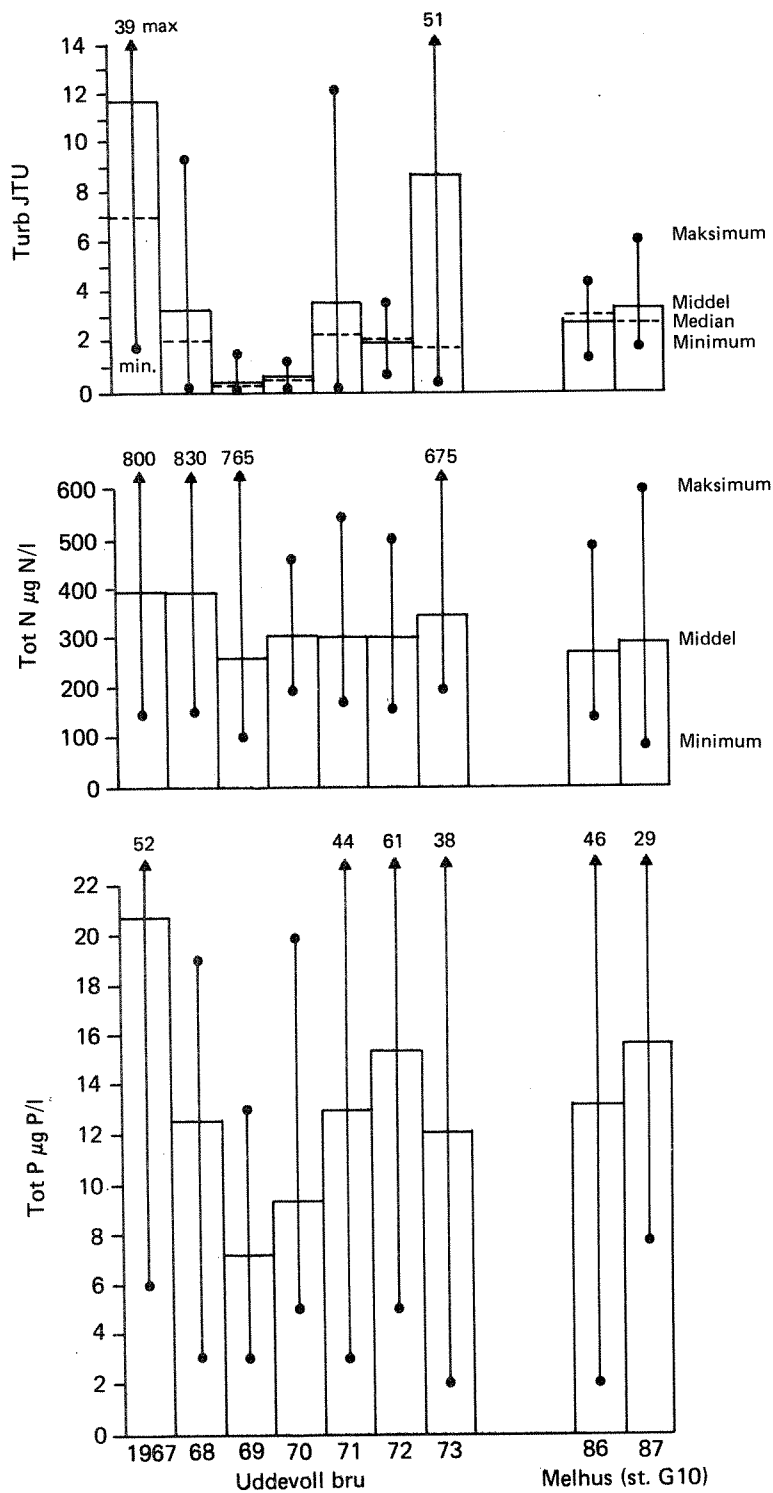 39 max
51
14
12
10
8
6
4
2
0
Turb JTU
min.
Maksimum
Middel
Median
Minimum
800
830
765
675
600
500
400
300
200
100
0
Tot N µg N/l
Maksimum
Middel
Minimum
52
44
61
38
46
29
22
20
18
16
14
12
10
8
6
4
2
0
Tot P µg P/l
1967 68 69 70 71 72 73 86 87
Uddevoll bru
Melhus (st. G10)